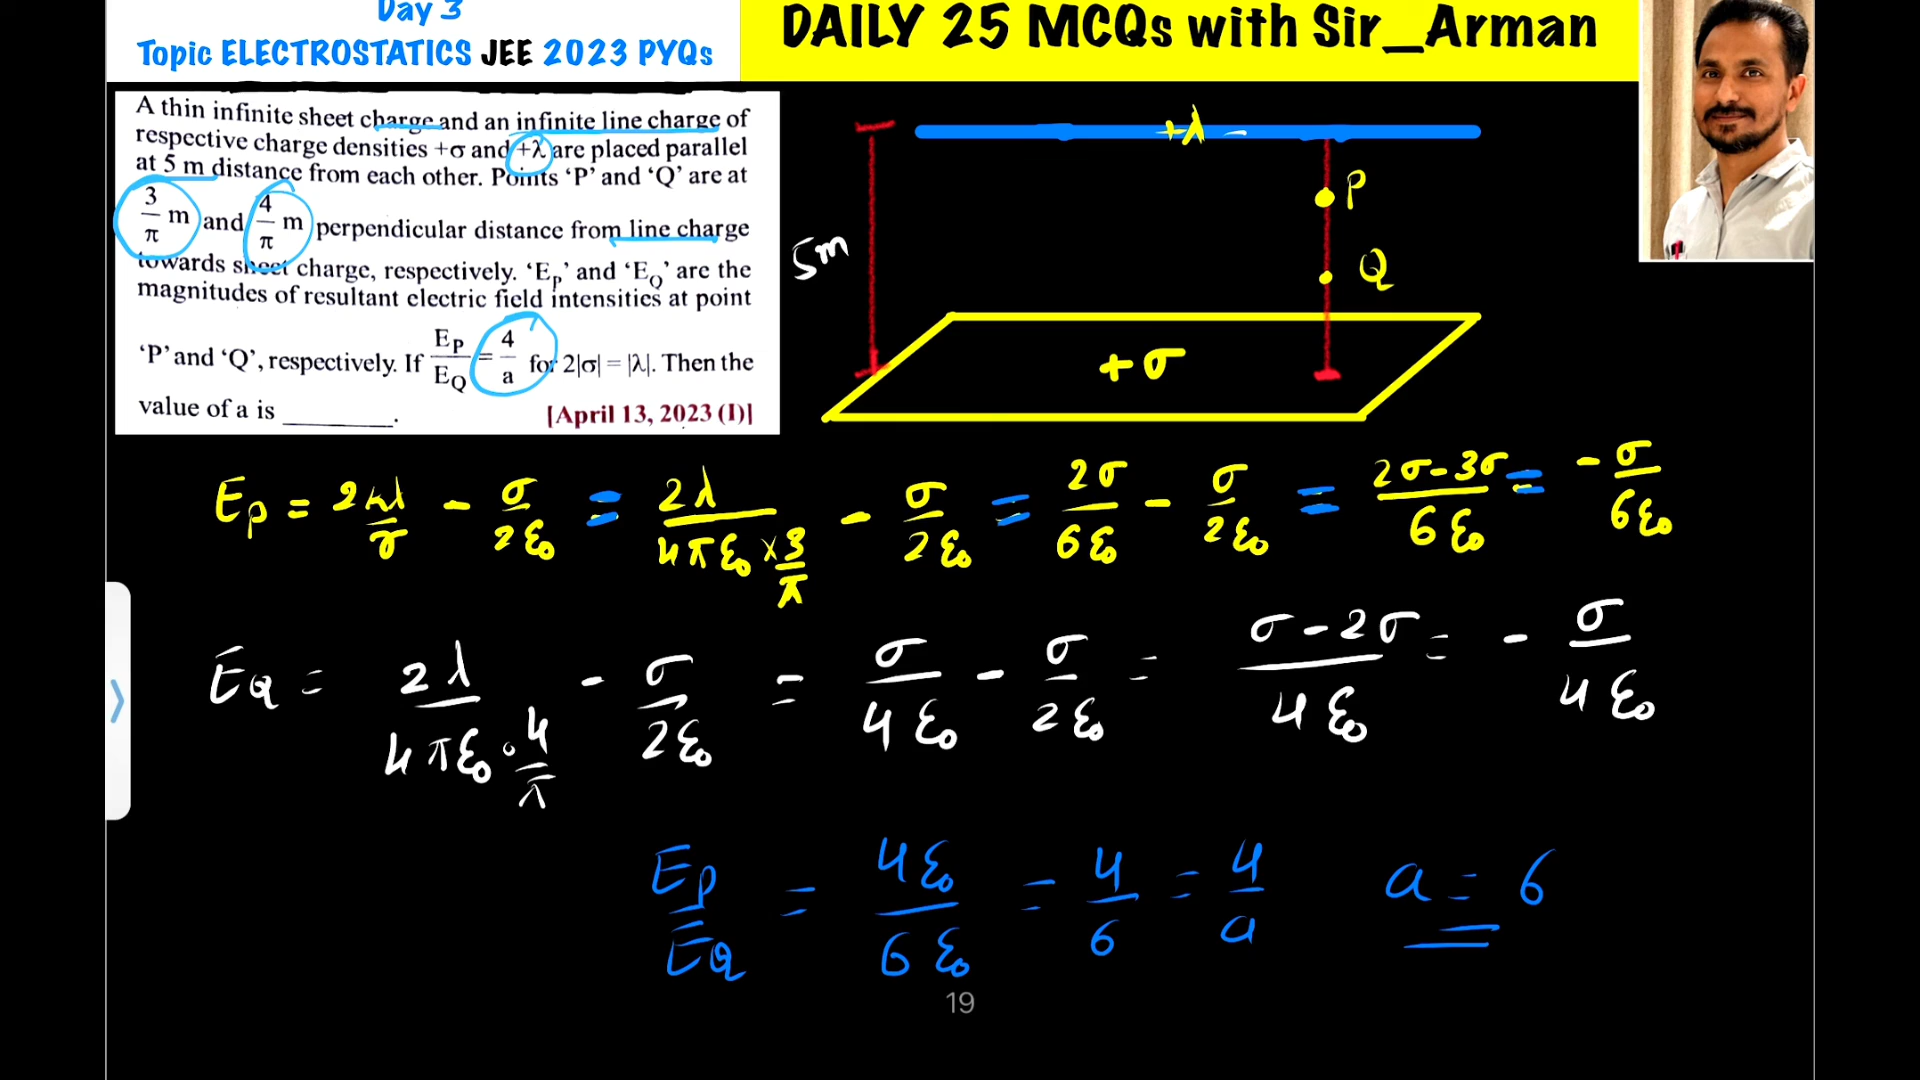 Day 3
Topic ELECTROSTATICS JEE 2023 PYQs
DAILY 25 MCQs with Sir_Arman
A thin infinite sheet charge and an infinite line charge of
respective charge densities +σ and +λ are placed parallel
at 5 m distance from each other. Points ‘P’ and ‘Q’ are at
3/π m and 4/π m perpendicular distance from line charge
towards sheet charge, respectively. ‘E_P’ and ‘E_Q’ are the
magnitudes of resultant electric field intensities at point
‘P’ and ‘Q’, respectively. If E_P/E_Q = 4/a for 2|σ| = |λ|. Then the
value of a is ________.
[April 13, 2023 (I)]
+λ
P
5m
Q
+σ
E_P = 2kλ/r - σ/2ε₀ = 2λ/(4πε₀ × 3/π) - σ/2ε₀ = 2σ/6ε₀ - σ/2ε₀ = (2σ-3σ)/6ε₀ = -σ/6ε₀
E_Q = 2λ/(4πε₀ · 4/π) - σ/2ε₀ = σ/4ε₀ - σ/2ε₀ = (σ-2σ)/4ε₀ = -σ/4ε₀
E_P/E_Q = 4ε₀/6ε₀ = 4/6 = 4/a a = 6
19